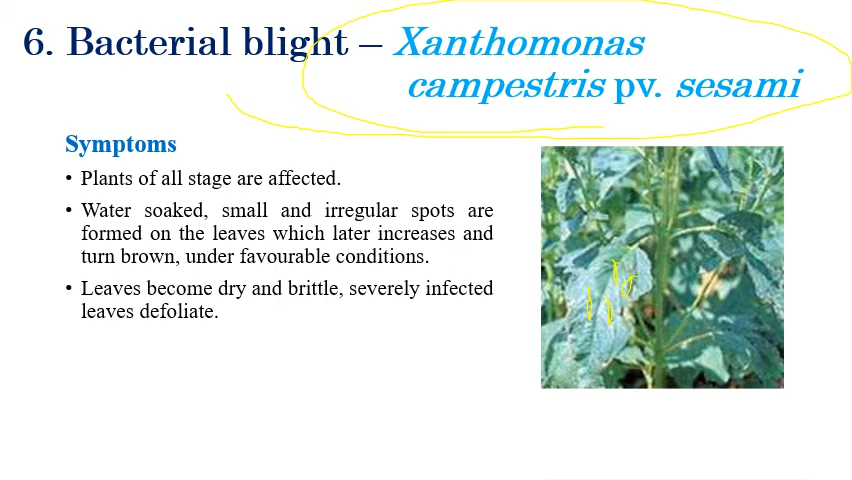 6. Bacterial blight – Xanthomonas
campestris pv. sesami
Symptoms
• Plants of all stage are affected.
• Water soaked, small and irregular spots are
formed on the leaves which later increases and
turn brown, under favourable conditions.
• Leaves become dry and brittle, severely infected
leaves defoliate.